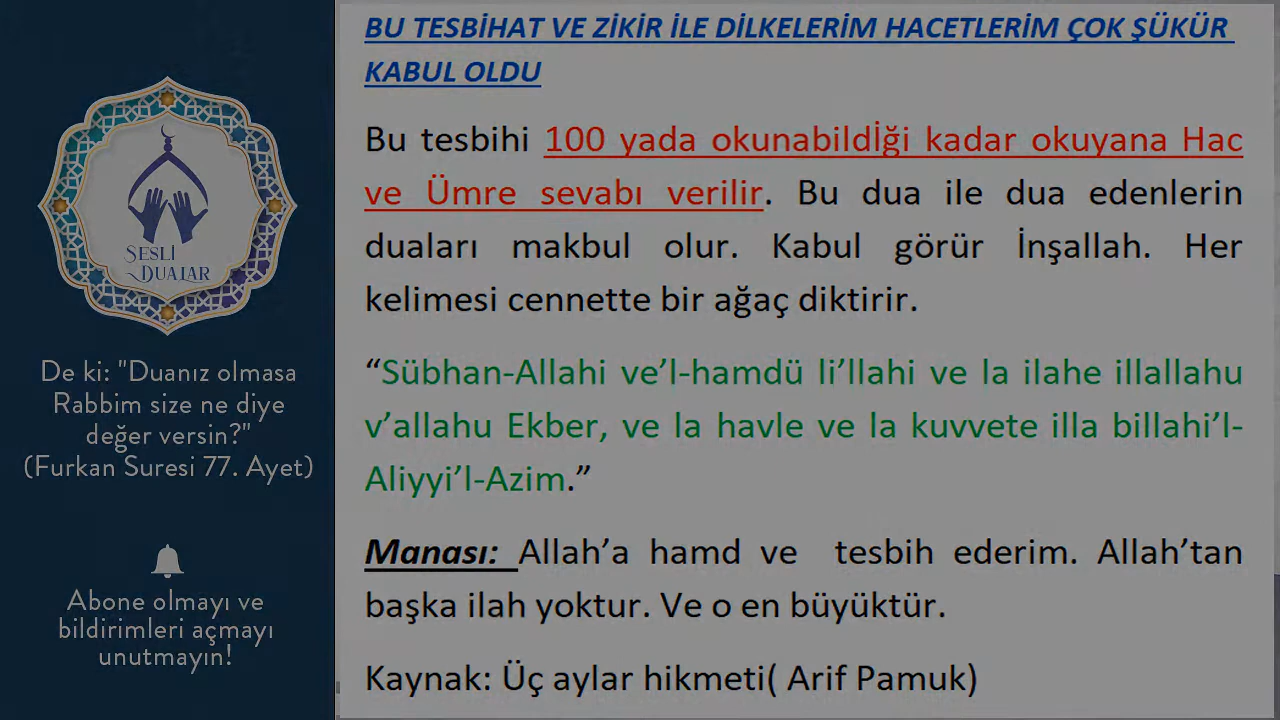 SESLİ
DUALAR
De ki: "Duanız olmasa
Rabbim size ne diye
değer versin?"
(Furkan Suresi 77. Ayet)
Abone olmayı ve
bildirimleri açmayı
unutmayın!
BU TESBİHAT VE ZİKİR İLE DİLKELERİM HACETLERİM ÇOK ŞÜKÜR
KABUL OLDU
Bu tesbihi 100 yada okunabildİği kadar okuyana Hac
ve Ümre sevabı verilir. Bu dua ile dua edenlerin
duaları makbul olur. Kabul görür İnşallah. Her
kelimesi cennette bir ağaç diktirir.
“Sübhan-Allahi ve’l-hamdü li’llahi ve la ilahe illallahu
v’allahu Ekber, ve la havle ve la kuvvete illa billahi’l-
Aliyyi’l-Azim.”
Manası: Allah’a hamd ve tesbih ederim. Allah’tan
başka ilah yoktur. Ve o en büyüktür.
Kaynak: Üç aylar hikmeti( Arif Pamuk)